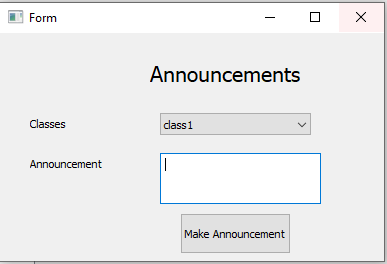 Form
Announcements
Classes
class1
Announcement
Make Announcement